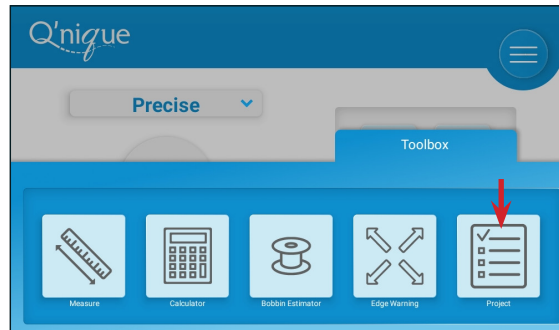 Q'nique
Precise
Toolbox
Measure
Calculator
Bobbin Estimator
Edge Warning
Project